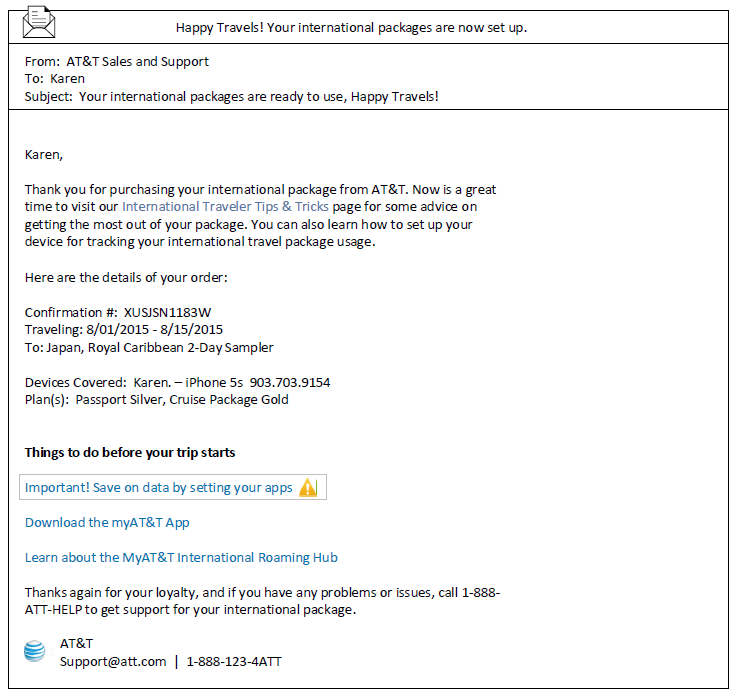 Happy Travels! Your international packages are now set up.
From: AT&T Sales and Support
To: Karen
Subject: Your international packages are ready to use, Happy Travels!
Karen,
Thank you for purchasing your international package from AT&T. Now is a great
time to visit our International Traveler Tips & Tricks page for some advice on
getting the most out of your package. You can also learn how to set up your
device for tracking your international travel package usage.
Here are the details of your order:
Confirmation #: XUSJSN1183W
Traveling: 8/01/2015 - 8/15/2015
To: Japan, Royal Caribbean 2-Day Sampler
Devices Covered: Karen. – iPhone 5s 903.703.9154
Plan(s): Passport Silver, Cruise Package Gold
Things to do before your trip starts
Important! Save on data by setting your apps
Download the myAT&T App
Learn about the MyAT&T International Roaming Hub
Thanks again for your loyalty, and if you have any problems or issues, call 1-888-
ATT-HELP to get support for your international package.
AT&T
Support@att.com | 1-888-123-4ATT